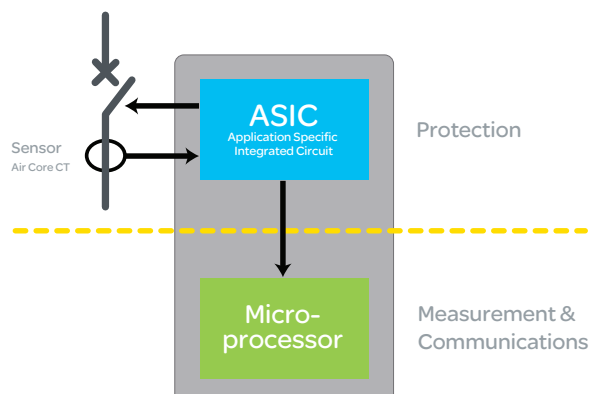 ASIC
Application Specific
Integrated Circuit
Protection
Sensor
Air Core CT
Micro-
processor
Measurement &
Communications